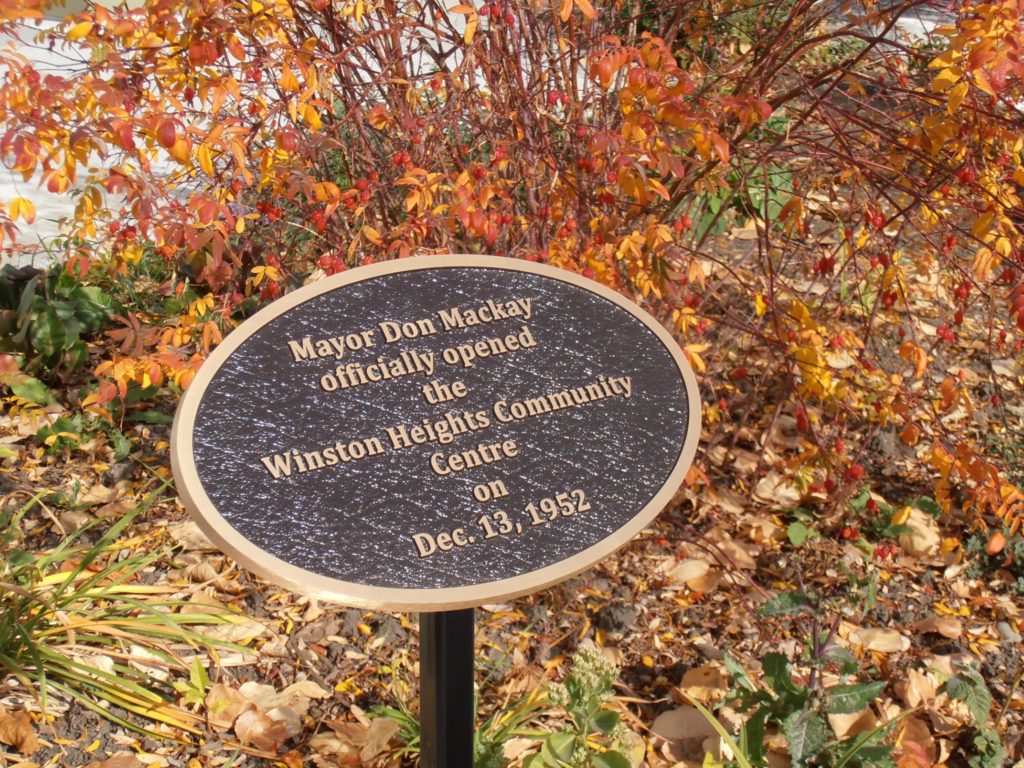 Mayor Don Mackay
officially opened
the
Winston Heights Community
Centre
on
Dec. 13, 1952